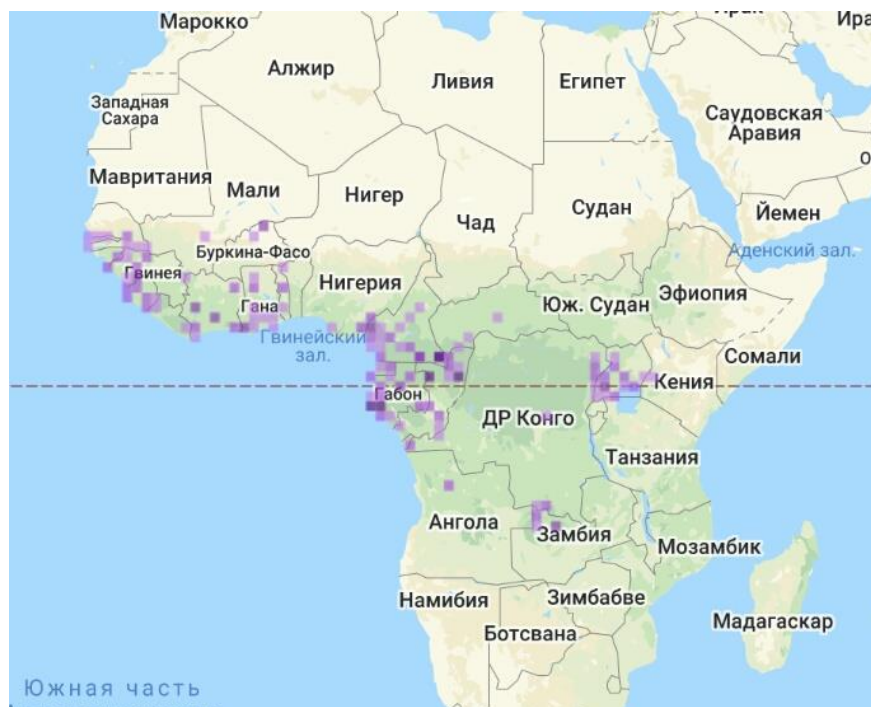 Марокко
Алжир
Ливия
Египет
Западная
Сахара
Саудовская
Аравия
Мавритания
Мали
Нигер
Чад
Судан
Йемен
Аденский зал.
Буркина-Фасо
Гвинея
Нигерия
Гана
Юж. Судан
Эфиопия
Гвинейский
зал.
Сомали
Кения
Габон
ДР Конго
Танзания
Ангола
Замбия
Мозамбик
Намибия
Зимбабве
Ботсвана
Мадагаскар
Южная часть